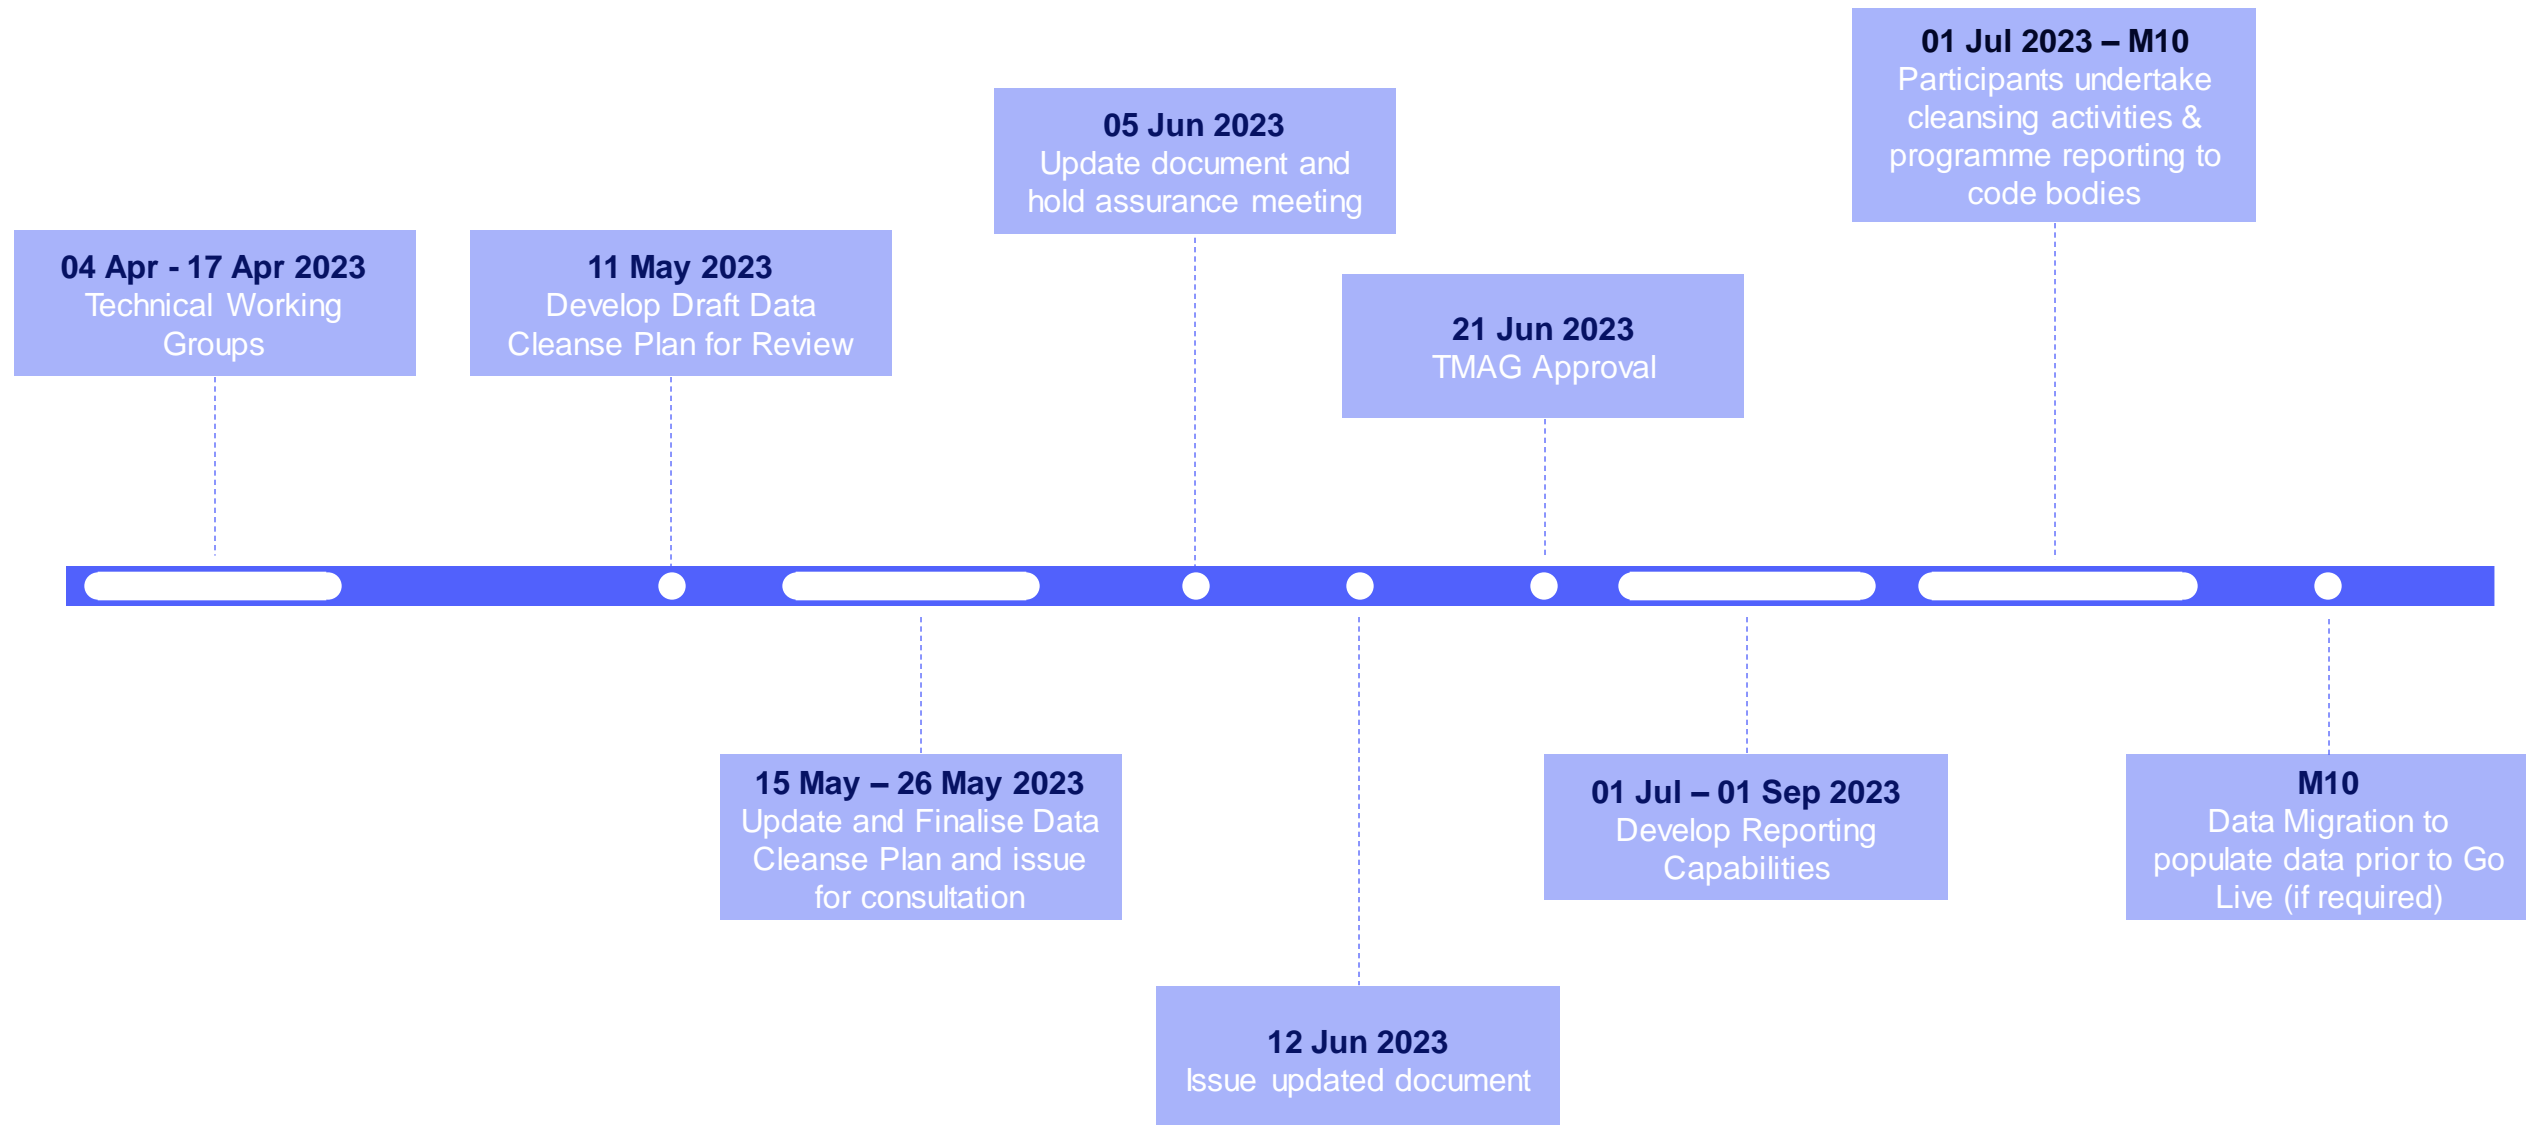 04 Apr - 17 Apr 2023
Technical Working
Groups
11 May 2023
Develop Draft Data
Cleanse Plan for Review
15 May – 26 May 2023
Update and Finalise Data
Cleanse Plan and issue
for consultation
05 Jun 2023
Update document and
hold assurance meeting
12 Jun 2023
Issue updated document
21 Jun 2023
TMAG Approval
01 Jul – 01 Sep 2023
Develop Reporting
Capabilities
01 Jul 2023 – M10
Participants undertake
cleansing activities &
programme reporting to
code bodies
M10
Data Migration to
populate data prior to Go
Live (if required)